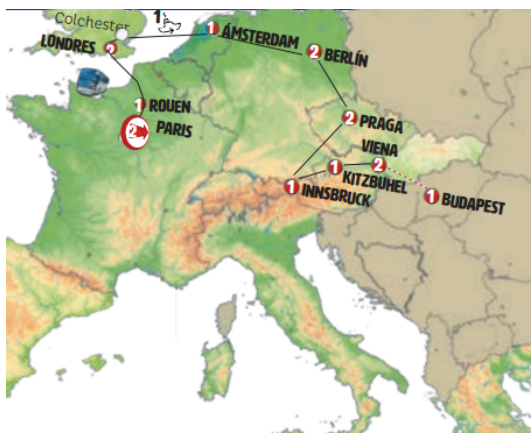 Colchester
1
LONDRES 2
1 ÁMSTERDAM
2 BERLÍN
1 ROUEN
2 PARIS
2 PRAGA
VIENA
2
1 KITZBUHEL
1 INNSBRUCK
1 BUDAPEST